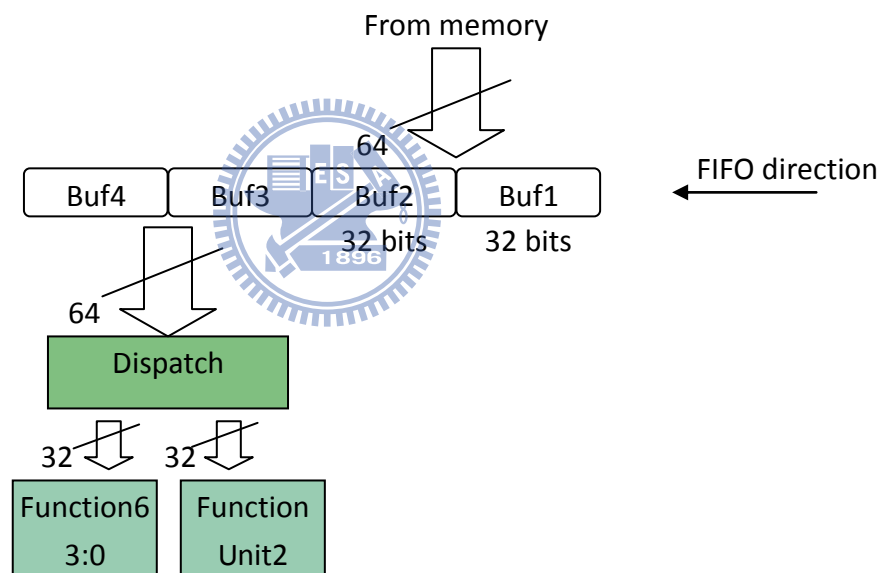 From memory
64
FIFO direction
Buf4 Buf3 Buf2 Buf1
32 bits 32 bits
1896
64
Dispatch
32 32
Function6 Function
3:0 Unit2